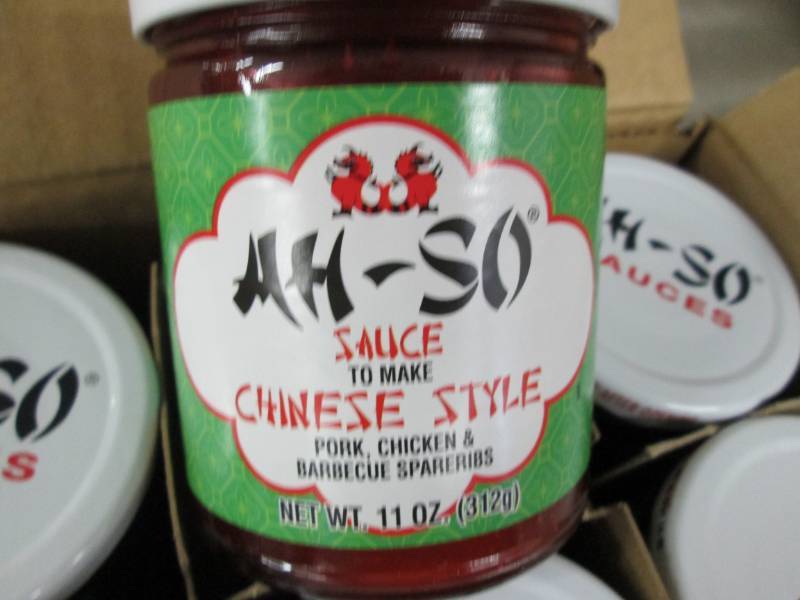 AH-SO®
SAUCE
TO MAKE
CHINESE STYLE
PORK, CHICKEN &
BARBECUE SPARERIBS
NET WT. 11 OZ. (312g)
H-SO
AUCES
SO®
S